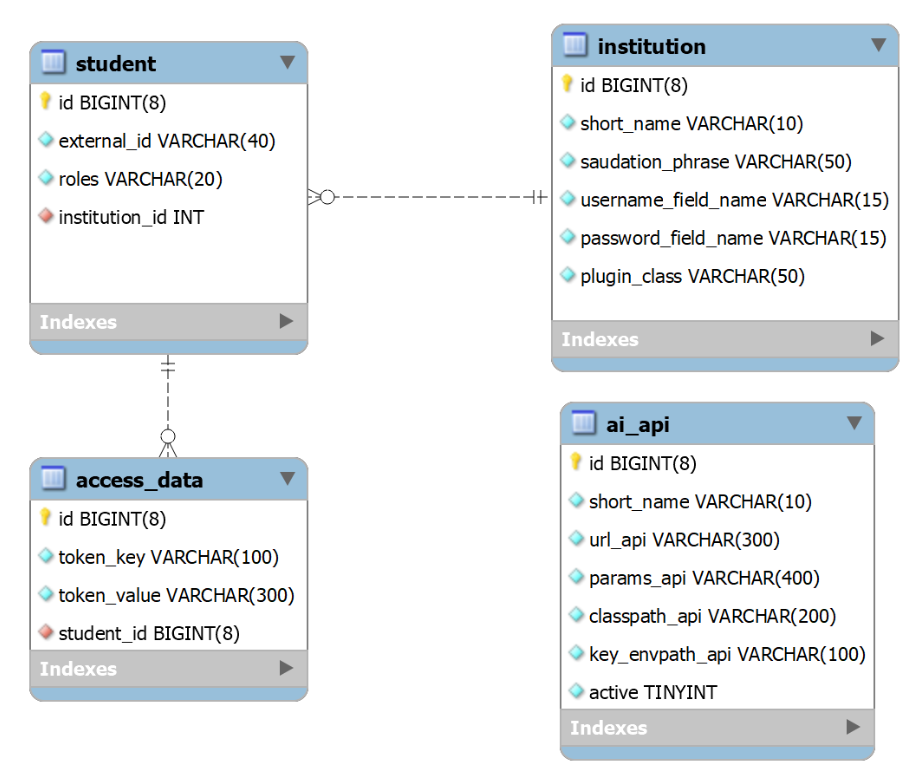 student
id BIGINT(8)
external_id VARCHAR(40)
roles VARCHAR(20)
institution_id INT
Indexes
institution
id BIGINT(8)
short_name VARCHAR(10)
saudation_phrase VARCHAR(50)
username_field_name VARCHAR(15)
password_field_name VARCHAR(15)
plugin_class VARCHAR(50)
Indexes
access_data
id BIGINT(8)
token_key VARCHAR(100)
token_value VARCHAR(300)
student_id BIGINT(8)
Indexes
ai_api
id BIGINT(8)
short_name VARCHAR(10)
url_api VARCHAR(300)
params_api VARCHAR(400)
classpath_api VARCHAR(200)
key_envpath_api VARCHAR(100)
active TINYINT
Indexes